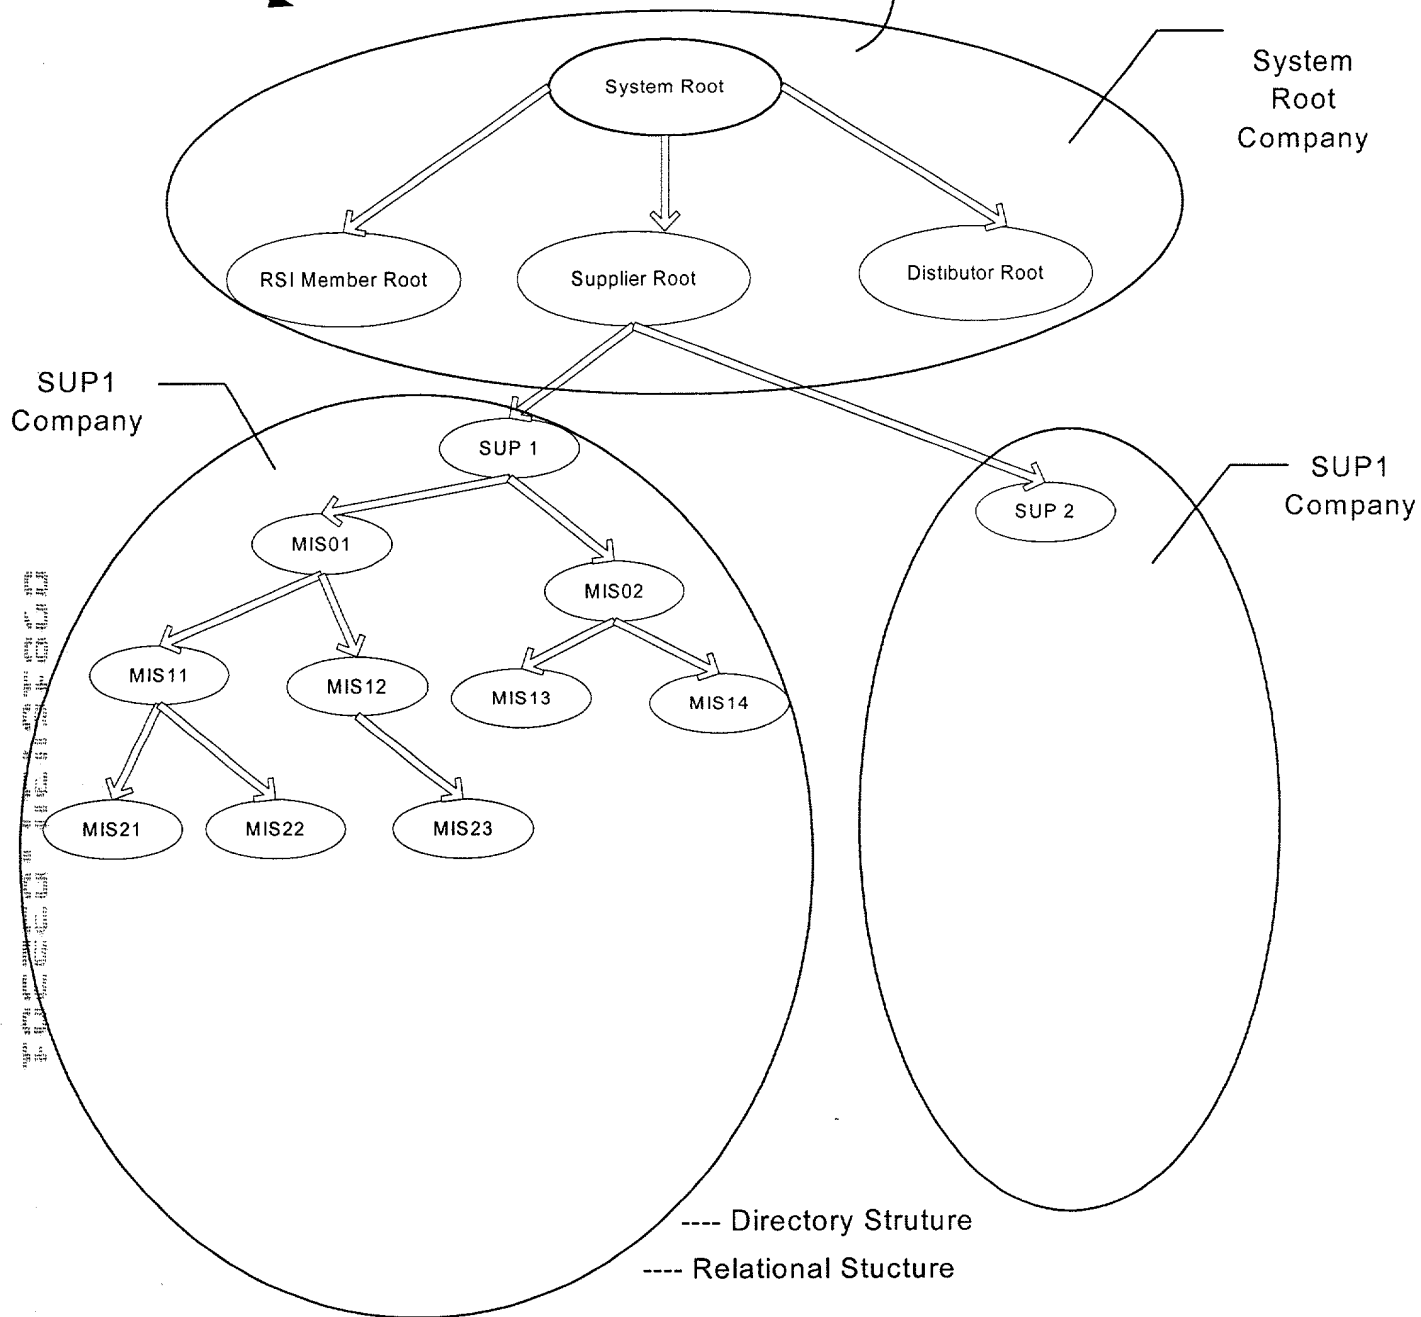 System Root
System
Root
Company
RSI Member Root
Supplier Root
Distibutor Root
SUP1
Company
SUP 1
SUP1
Company
SUP 2
MIS01
MIS02
MIS11
MIS12
MIS13
MIS14
MIS21
MIS22
MIS23
---- Directory Struture
---- Relational Stucture